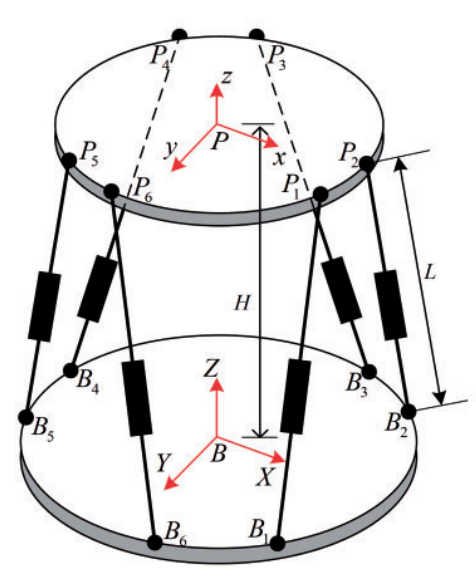 P₄ P₃
z
y P x
P₅ P₂
P₆ P₁
H L
B₄ Z B₃
B₅ B₂
Y B X
B₆ B₁